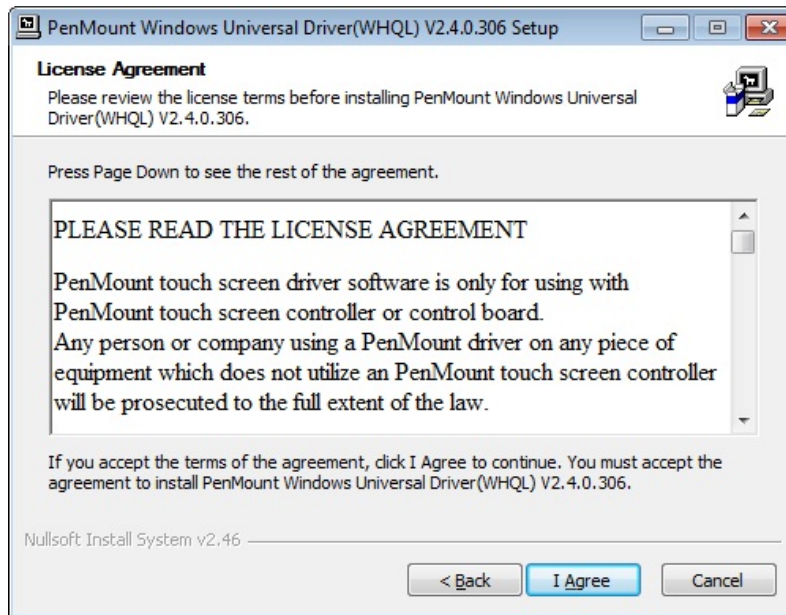 PenMount Windows Universal Driver(WHQL) V2.4.0.306 Setup
License Agreement
Please review the license terms before installing PenMount Windows Universal
Driver(WHQL) V2.4.0.306.
Press Page Down to see the rest of the agreement.
PLEASE READ THE LICENSE AGREEMENT
PenMount touch screen driver software is only for using with
PenMount touch screen controller or control board.
Any person or company using a PenMount driver on any piece of
equipment which does not utilize an PenMount touch screen controller
will be prosecuted to the full extent of the law.
If you accept the terms of the agreement, click I Agree to continue. You must accept the
agreement to install PenMount Windows Universal Driver(WHQL) V2.4.0.306.
Nullsoft Install System v2.46
< Back
I Agree
Cancel